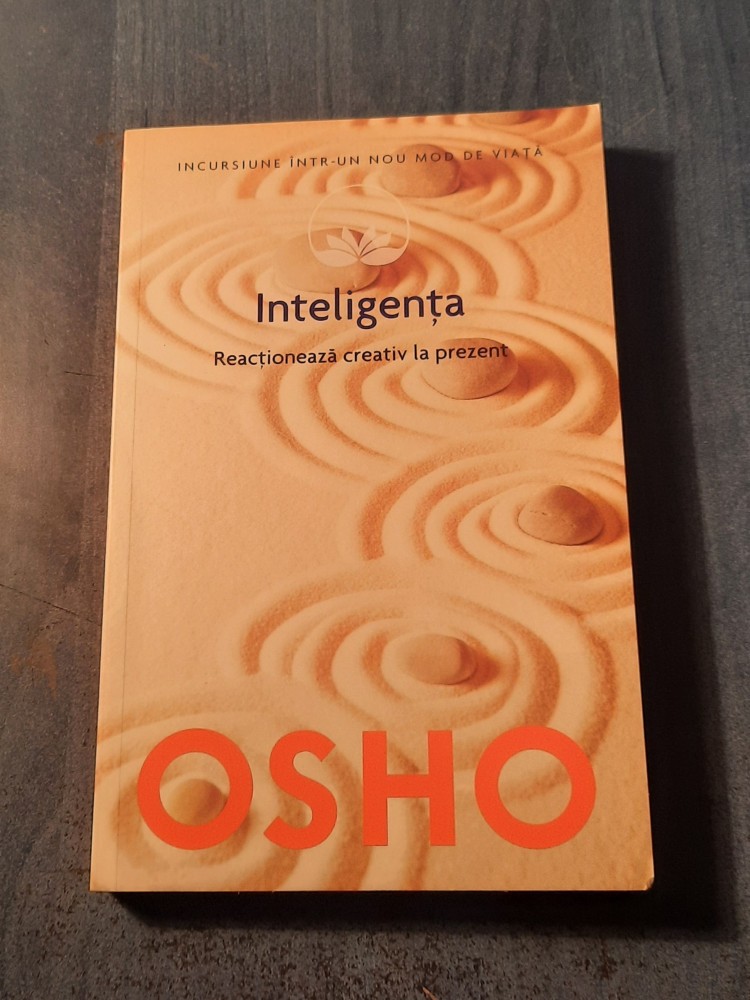 INCURSIUNE ÎNTR-UN NOU MOD DE VIAȚĂ
Inteligența
Reacționează creativ la prezent
OSHO